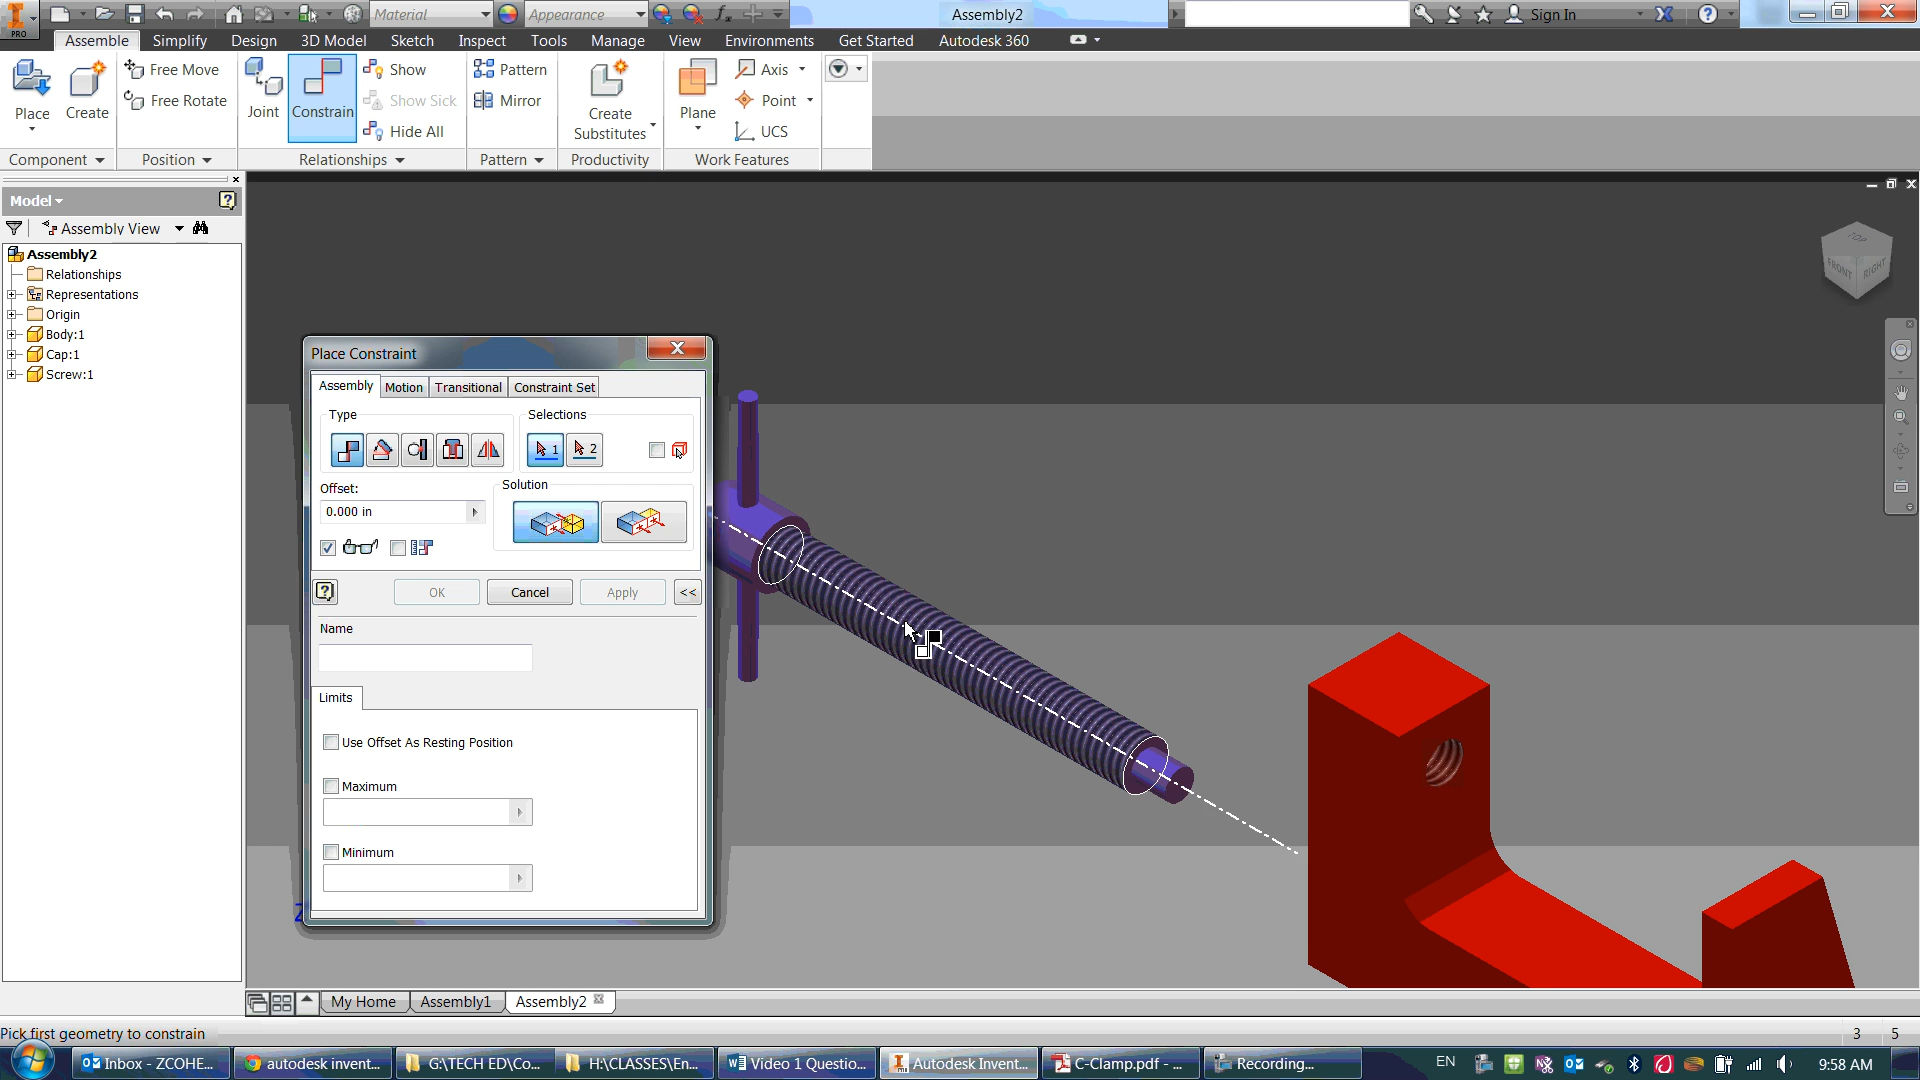 PRO
Material
Appearance
Assembly2
Sign In
Assemble Simplify Design 3D Model Sketch Inspect Tools Manage View Environments Get Started Autodesk 360
Place
Create
Free Move
Free Rotate
Joint
Constrain
Show
Show Sick
Hide All
Pattern
Mirror
Create
Substitutes
Plane
Axis
Point
UCS
Component Position Relationships Pattern Productivity Work Features
Model
Assembly View
Assembly2
Relationships
Representations
Origin
Body:1
Cap:1
Screw:1
TOP
FRONT RIGHT
Place Constraint
Assembly Motion Transitional Constraint Set
Type
Selections
1 2
Offset:
0.000 in
Solution
OK Cancel Apply <<
Name
Limits
Use Offset As Resting Position
Maximum
Minimum
Z
My Home Assembly1 Assembly2
Pick first geometry to constrain
3 5
Inbox - ZCOHE...
autodesk invent...
G:\TECH ED\Co...
H:\CLASSES\En...
Video 1 Questio...
Autodesk Invent...
C-Clamp.pdf - ...
Recording...
EN
9:58 AM